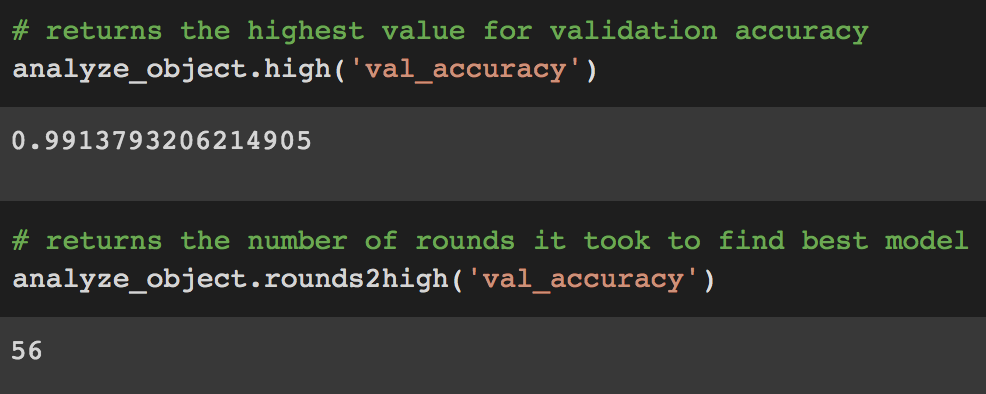 # returns the highest value for validation accuracy
analyze_object.high('val_accuracy')
0.9913793206214905
# returns the number of rounds it took to find best model
analyze_object.rounds2high('val_accuracy')
56